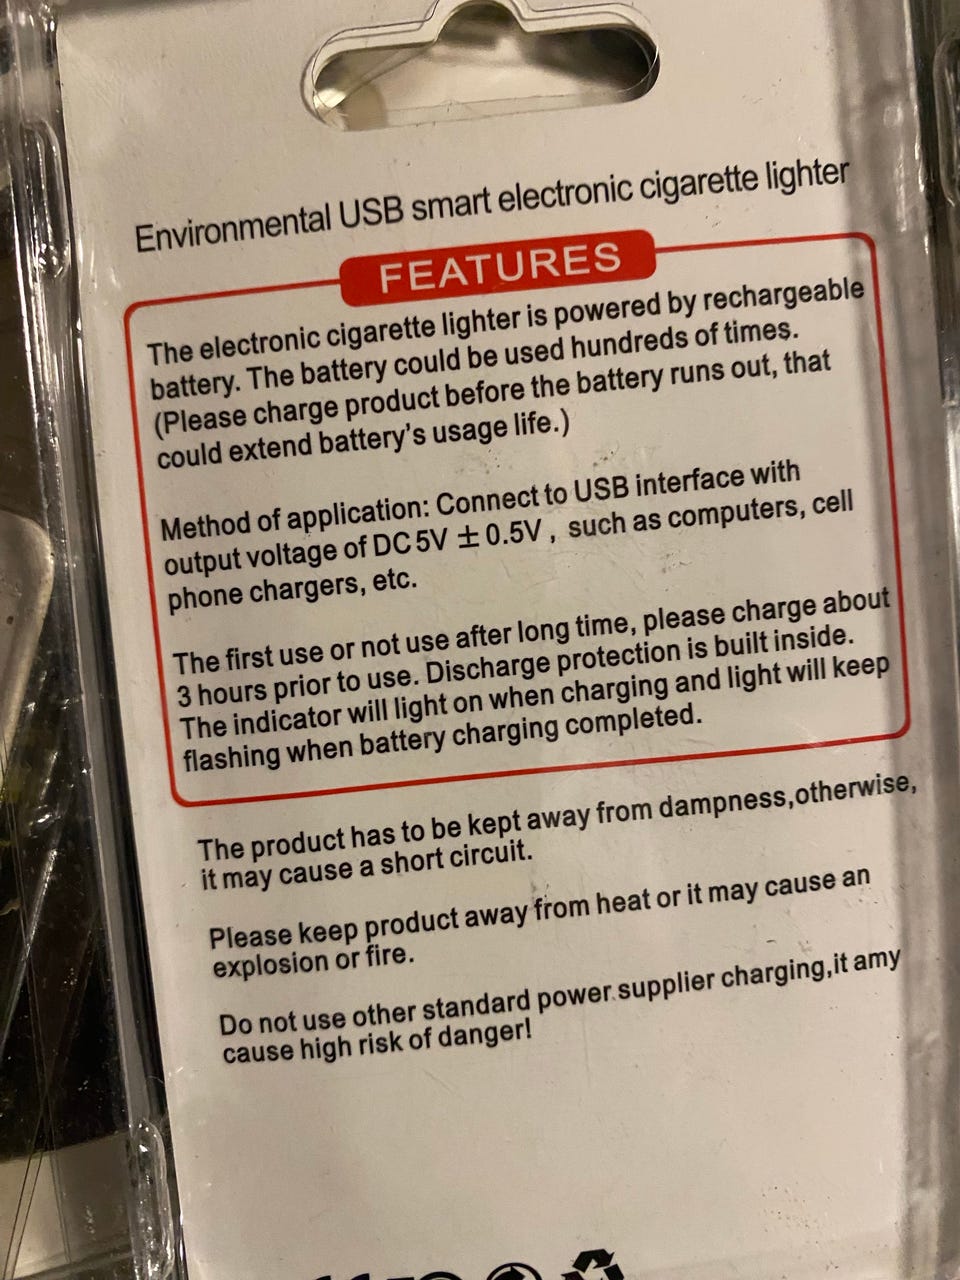 Environmental USB smart electronic cigarette lighter
FEATURES
The electronic cigarette lighter is powered by rechargeable
battery. The battery could be used hundreds of times.
(Please charge product before the battery runs out, that
could extend battery's usage life.)
Method of application: Connect to USB interface with
output voltage of DC 5V ± 0.5V , such as computers, cell
phone chargers, etc.
The first use or not use after long time, please charge about
3 hours prior to use. Discharge protection is built inside.
The indicator will light on when charging and light will keep
flashing when battery charging completed.
The product has to be kept away from dampness,otherwise,
it may cause a short circuit.
Please keep product away from heat or it may cause an
explosion or fire.
Do not use other standard power supplier charging,it amy
cause high risk of danger!